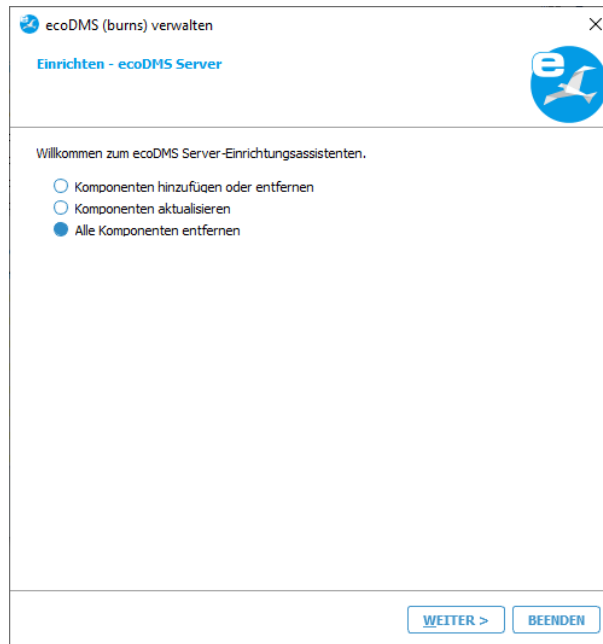 ecoDMS (burns) verwalten
Einrichten - ecoDMS Server
e
Willkommen zum ecoDMS Server-Einrichtungsassistenten.
Komponenten hinzufügen oder entfernen
Komponenten aktualisieren
Alle Komponenten entfernen
WEITER >
BEENDEN